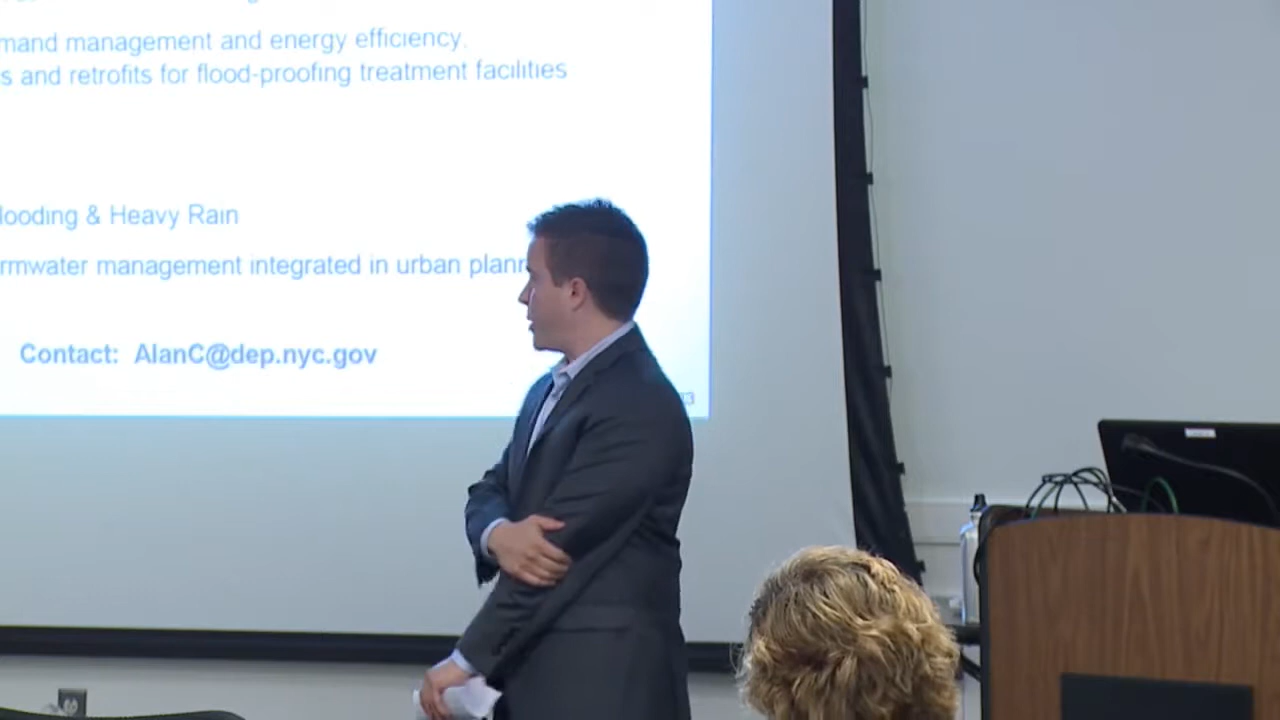 mand management and energy efficiency,
s and retrofits for flood-proofing treatment facilities
looding & Heavy Rain
rmwater management integrated in urban plann
Contact: AlanC@dep.nyc.gov